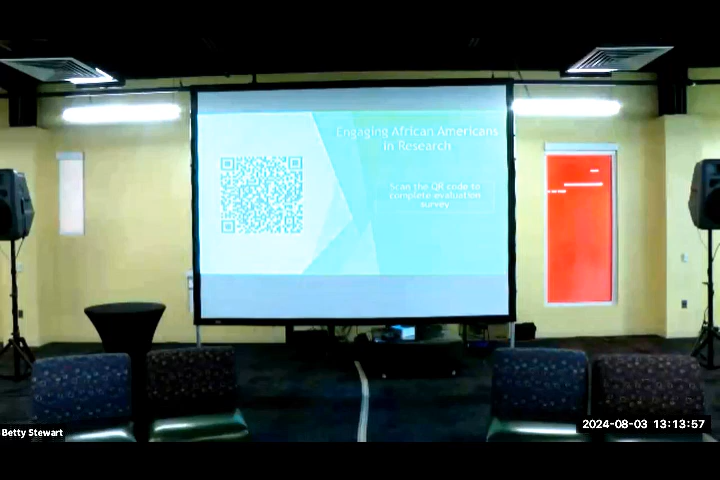 Engaging African Americans
in Research
Scan the QR code to
complete evaluation
survey
Betty Stewart
2024-08-03 13:13:57